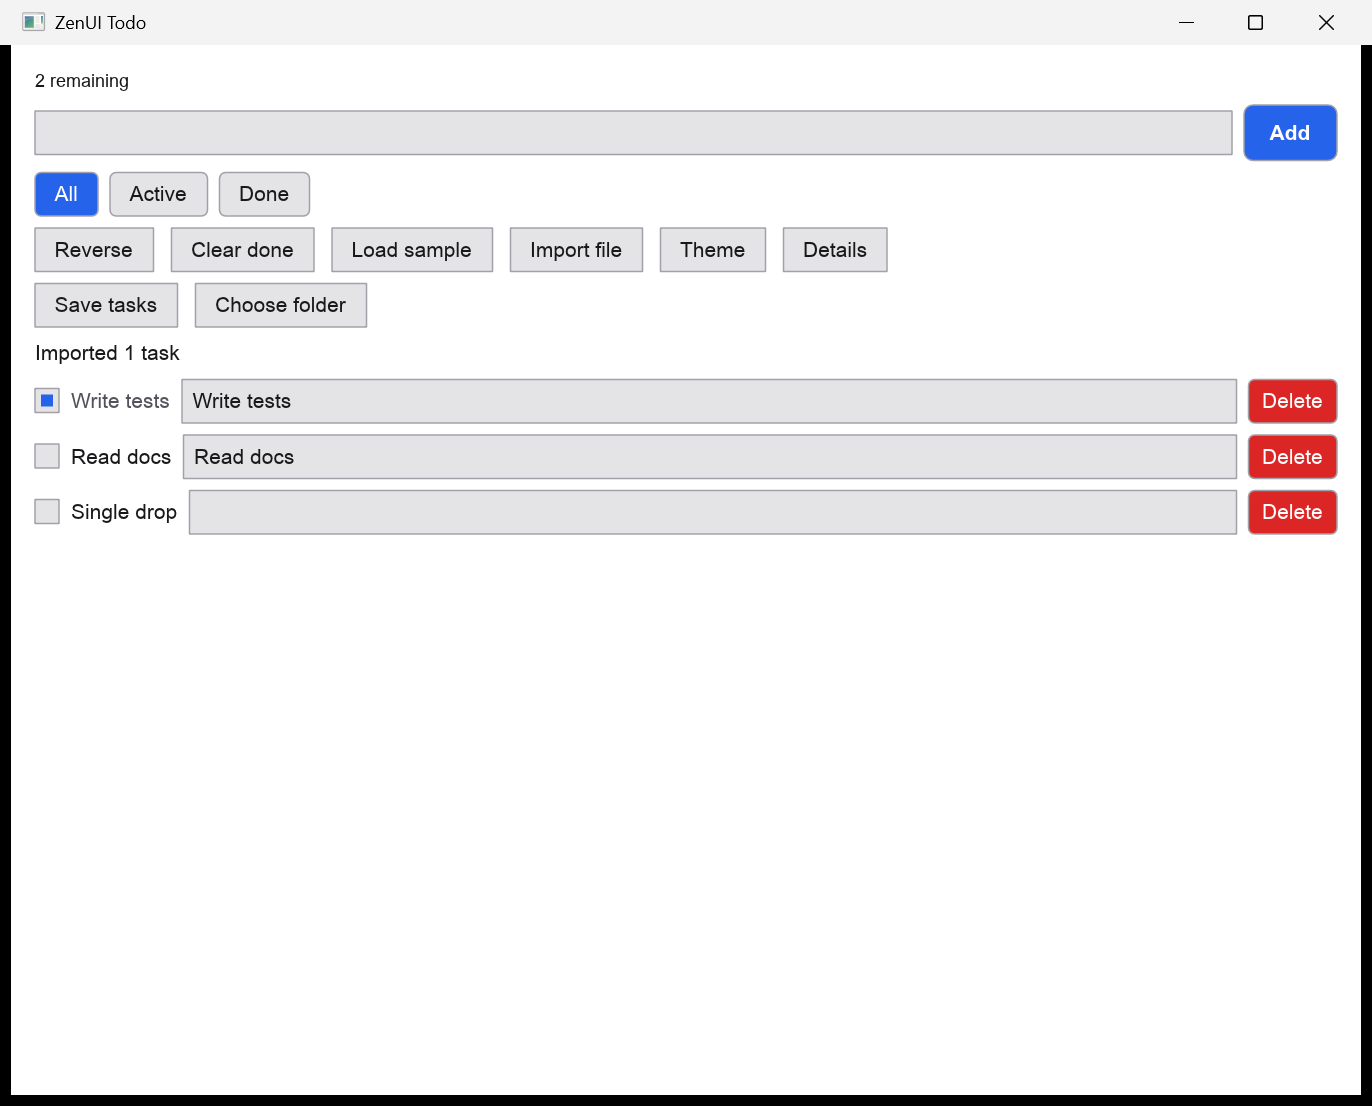 ZenUI Todo
2 remaining
Add
All Active Done
Reverse Clear done Load sample Import file Theme Details
Save tasks Choose folder
Imported 1 task
Write tests Write tests Delete
Read docs Read docs Delete
Single drop Delete